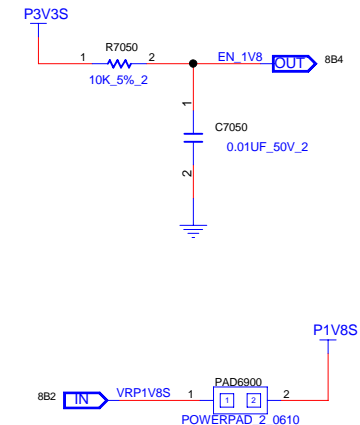 P3V3S
R7050
1 2
10K_5%_2
EN_1V8
OUT
8B4
1
C7050
0.01UF_50V_2
2
P1V8S
8B2
IN
VRP1V8S
1
PAD6900
1 2
2
POWERPAD_2_0610